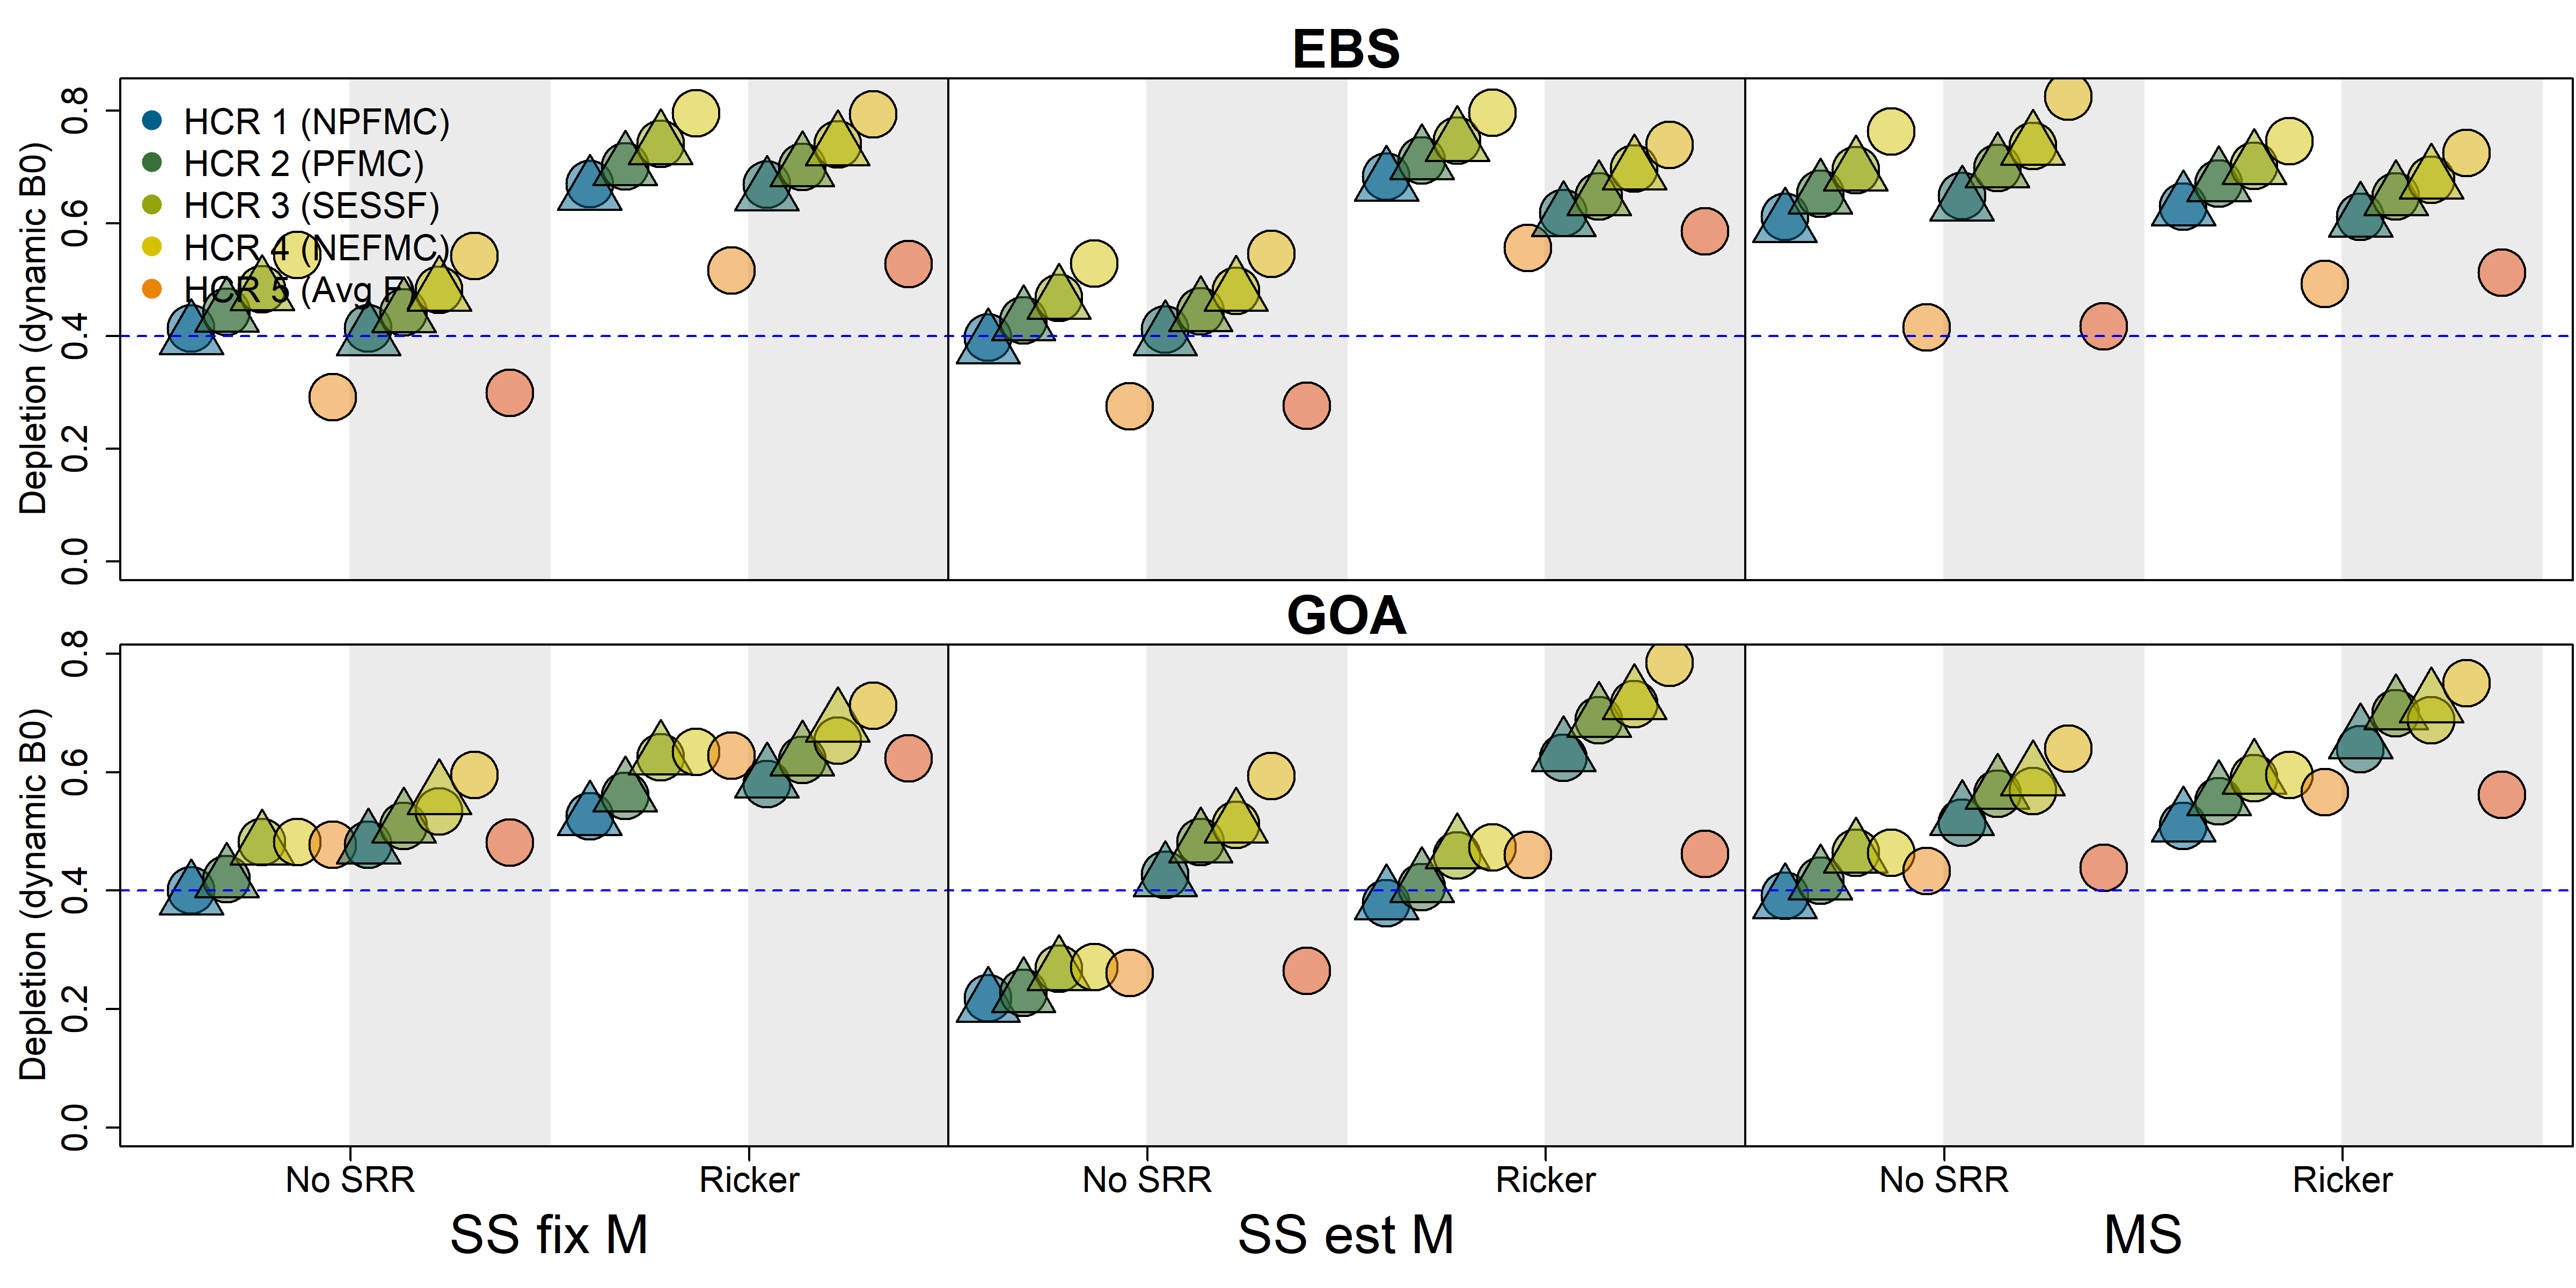 EBS
Depletion (dynamic B0)
0.8
0.6
0.4
0.2
0.0
HCR 1 (NPFMC)
HCR 2 (PFMC)
HCR 3 (SESSF)
HCR 4 (NEFMC)
HCR 5 (Avg F)
GOA
Depletion (dynamic B0)
0.8
0.6
0.4
0.2
0.0
No SRR Ricker No SRR Ricker No SRR Ricker
SS fix M SS est M MS